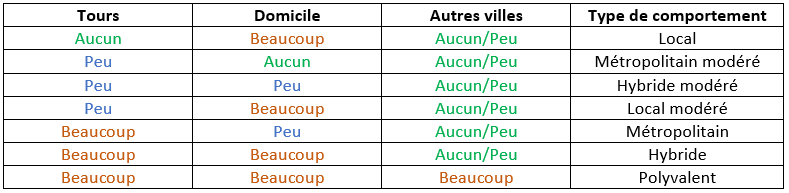 Tours Domicile Autres villes Type de comportement
Aucun Beaucoup Aucun/Peu Local
Peu Aucun Aucun/Peu Métropolitain modéré
Peu Peu Aucun/Peu Hybride modéré
Peu Beaucoup Aucun/Peu Local modéré
Beaucoup Peu Aucun/Peu Métropolitain
Beaucoup Beaucoup Aucun/Peu Hybride
Beaucoup Beaucoup Beaucoup Polyvalent